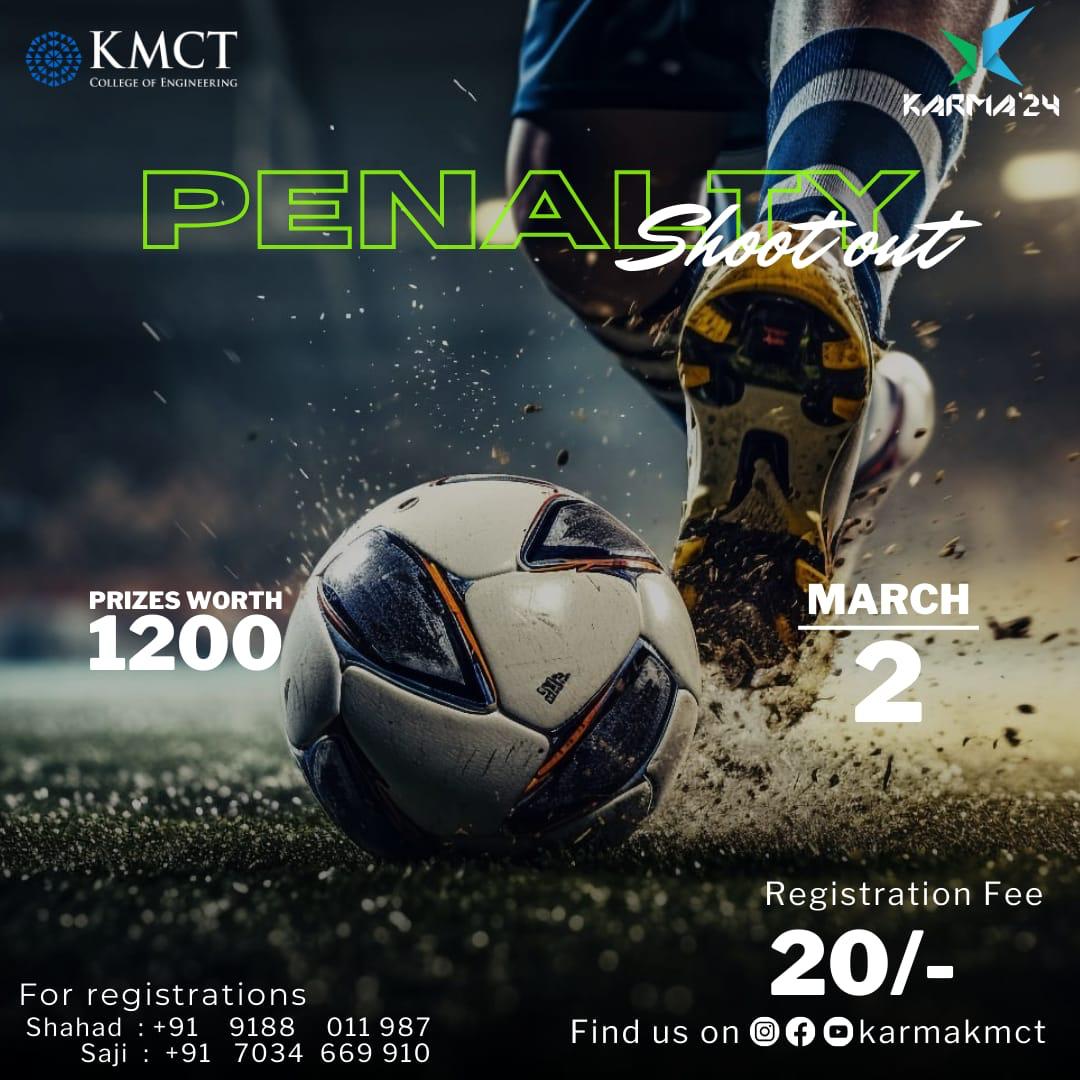 KMCT
COLLEGE OF ENGINEERING
KARMA'24
PENALTY
Shoot out
PRIZES WORTH
1200
MARCH
2
Registration Fee
20/-
For registrations
Shahad : +91 9188 011 987
Saji : +91 7034 669 910
Find us on karmakmct